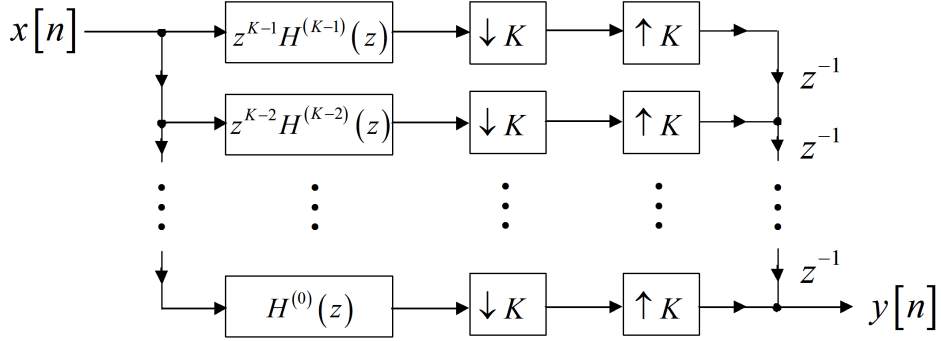 x[n] z^{K-1}H^{(K-1)}(z) ↓K ↑K
z^{-1}
z^{K-2}H^{(K-2)}(z) ↓K ↑K
z^{-1}
z^{-1}
H^{(0)}(z) ↓K ↑K y[n]